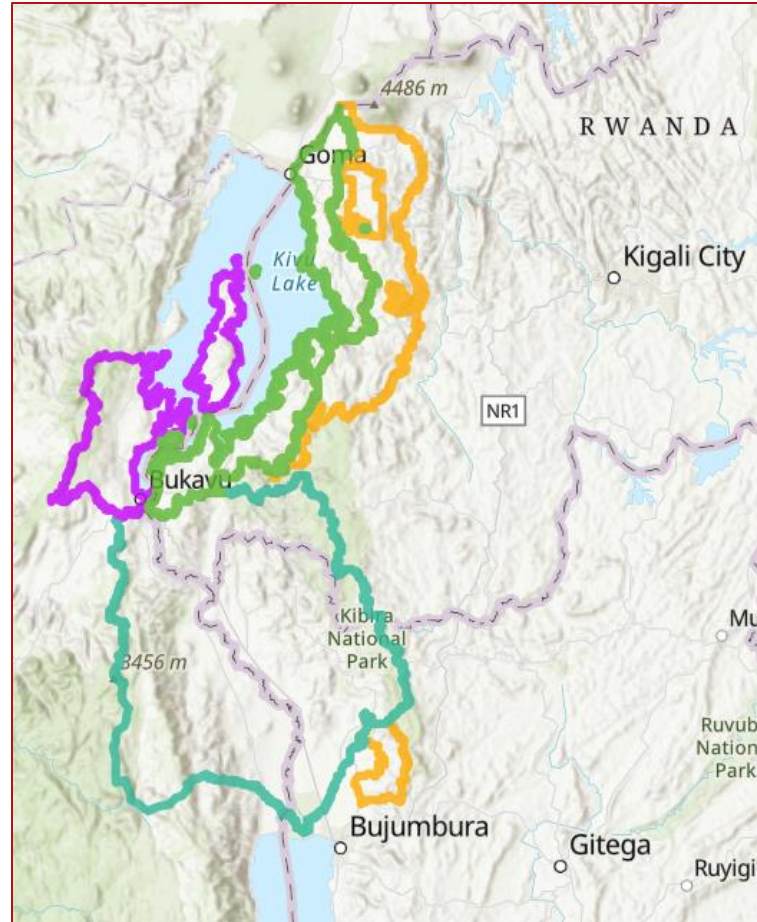 4486 m
RWANDA
Goma
Kigali City
Kivu
Lake
NR1
Bukavu
Kibira
National
Park
Mu
3456 m
Ruvub
Nation
Park
Bujumbura
Gitega
Ruyigi